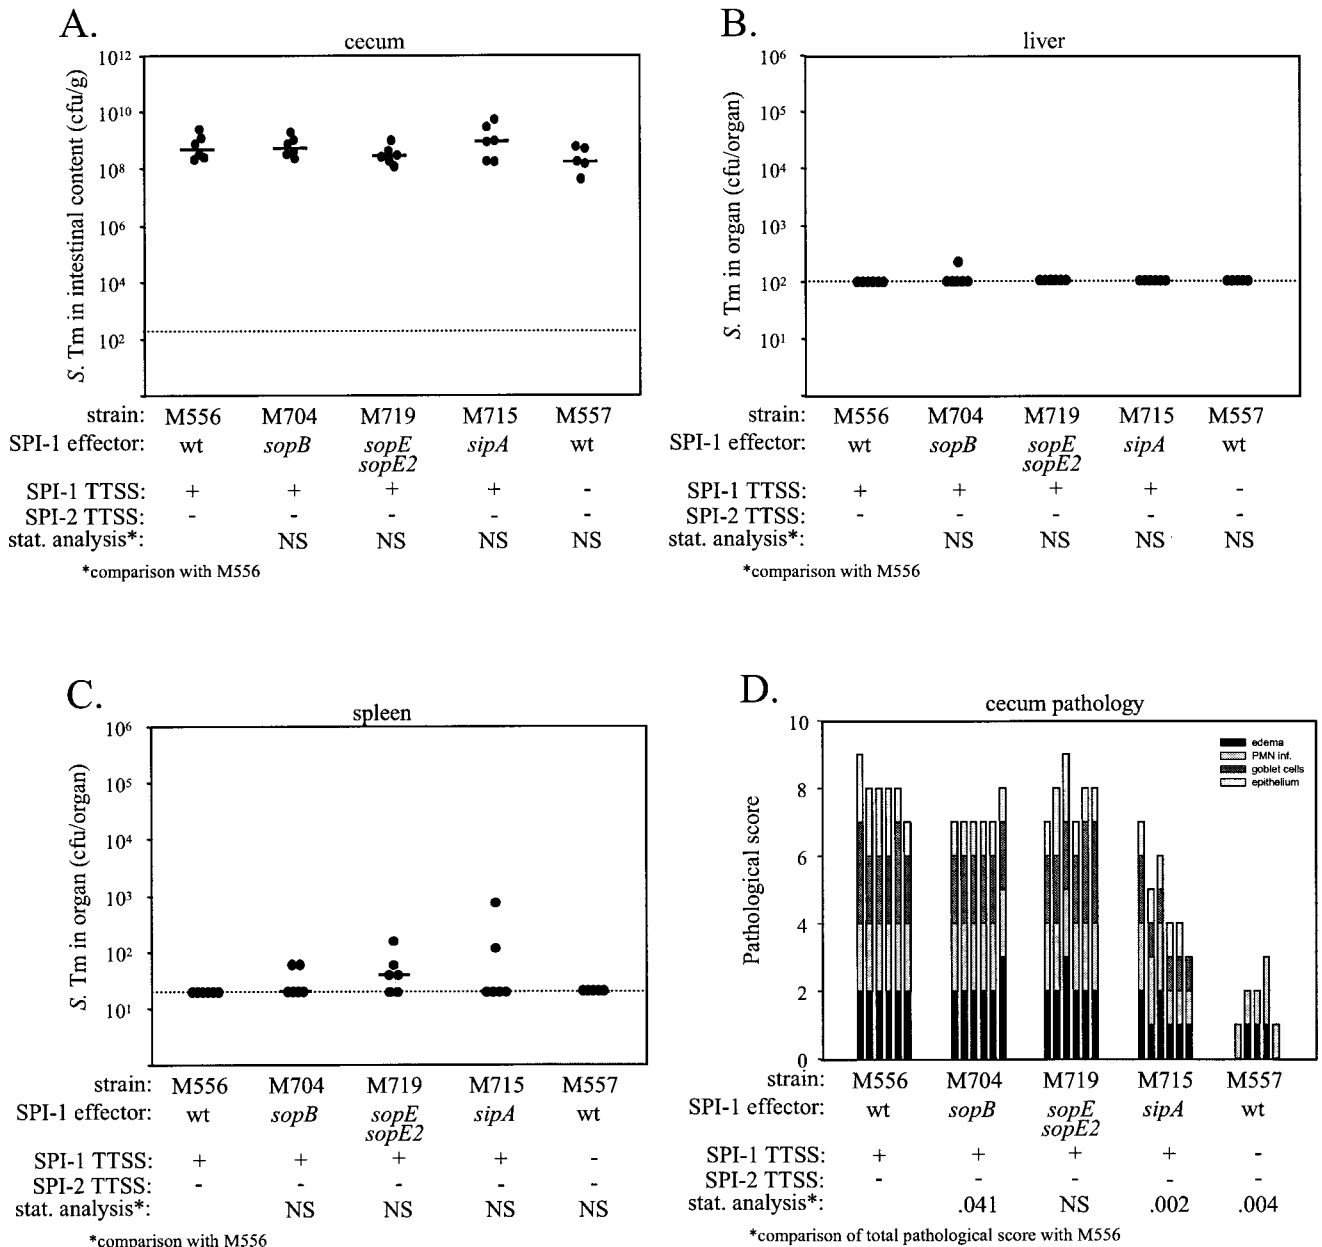 A.
cecum
S. Tm in intestinal content (cfu/g)
10¹²
10¹⁰
10⁸
10⁶
10⁴
10²
strain: M556 M704 M719 M715 M557
SPI-1 effector: wt sopB sopE sipA wt
sopE2
SPI-1 TTSS: + + + + -
SPI-2 TTSS: - - - - -
stat. analysis*: NS NS NS NS
*comparison with M556
B.
liver
S. Tm in organ (cfu/organ)
10⁶
10⁵
10⁴
10³
10²
10¹
strain: M556 M704 M719 M715 M557
SPI-1 effector: wt sopB sopE sipA wt
sopE2
SPI-1 TTSS: + + + + -
SPI-2 TTSS: - - - - -
stat. analysis*: NS NS NS NS
*comparison with M556
C.
spleen
S. Tm in organ (cfu/organ)
10⁶
10⁵
10⁴
10³
10²
10¹
strain: M556 M704 M719 M715 M557
SPI-1 effector: wt sopB sopE sipA wt
sopE2
SPI-1 TTSS: + + + + -
SPI-2 TTSS: - - - - -
stat. analysis*: NS NS NS NS
*comparison with M556
D.
cecum pathology
Pathological score
10
8
6
4
2
0
edema
PMN inf.
goblet cells
epithelium
strain: M556 M704 M719 M715 M557
SPI-1 effector: wt sopB sopE sipA wt
sopE2
SPI-1 TTSS: + + + + -
SPI-2 TTSS: - - - - -
stat. analysis*: .041 NS .002 .004
*comparison of total pathological score with M556